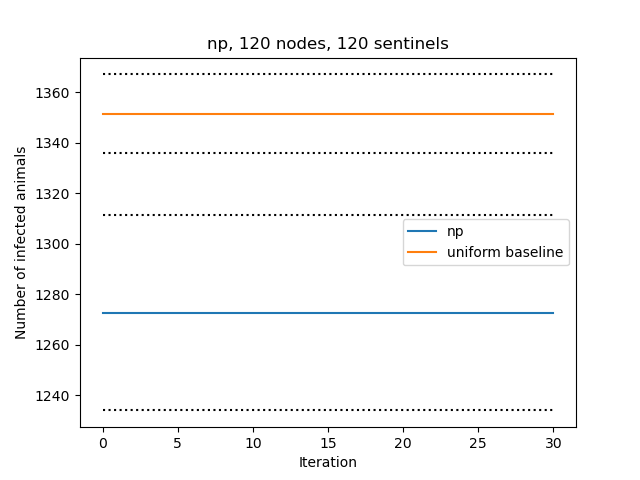 np, 120 nodes, 120 sentinels
Number of infected animals
1360
1340
1320
1300
1280
1260
1240
np
uniform baseline
0 5 10 15 20 25 30
Iteration